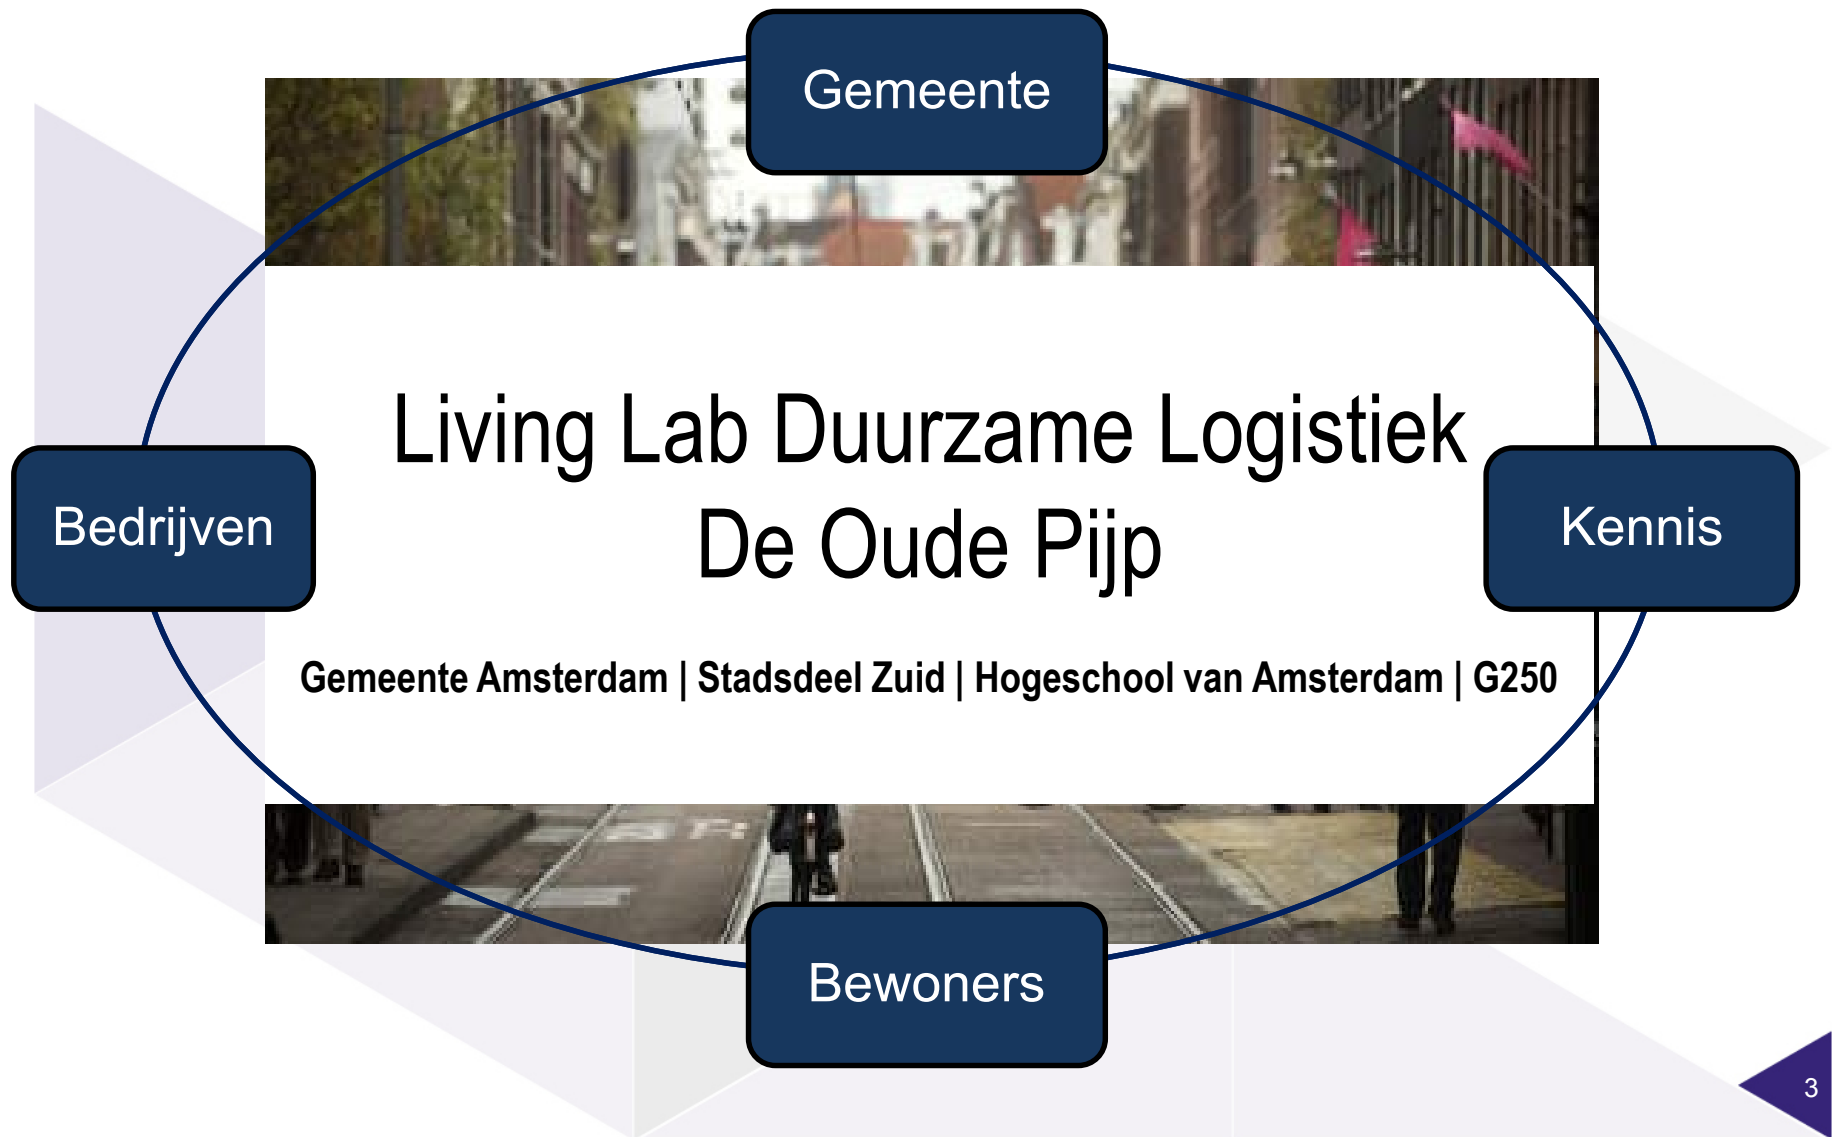 Gemeente
Living Lab Duurzame Logistiek
De Oude Pijp
Bedrijven
Kennis
Gemeente Amsterdam | Stadsdeel Zuid | Hogeschool van Amsterdam | G250
Bewoners
3